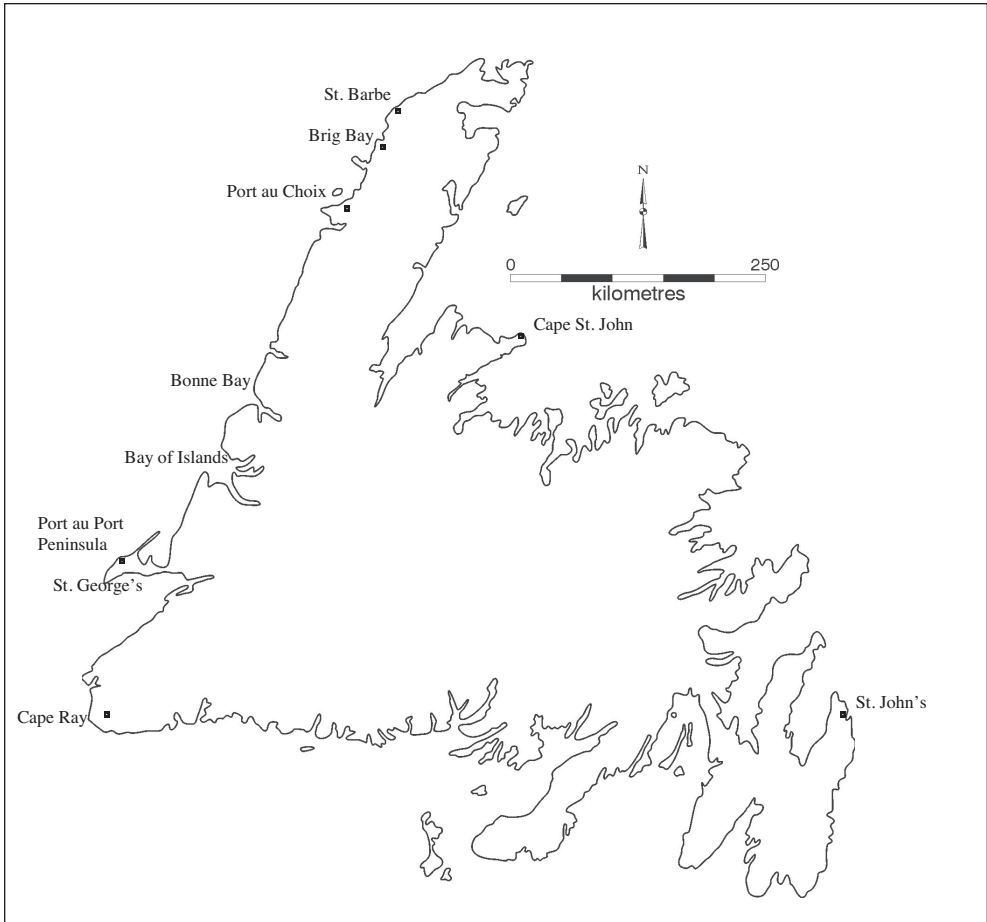 St. Barbe
Brig Bay
N
Port au Choix
0 250
kilometres
Cape St. John
Bonne Bay
Bay of Islands
Port au Port
Peninsula
St. George's
St. John's
Cape Ray